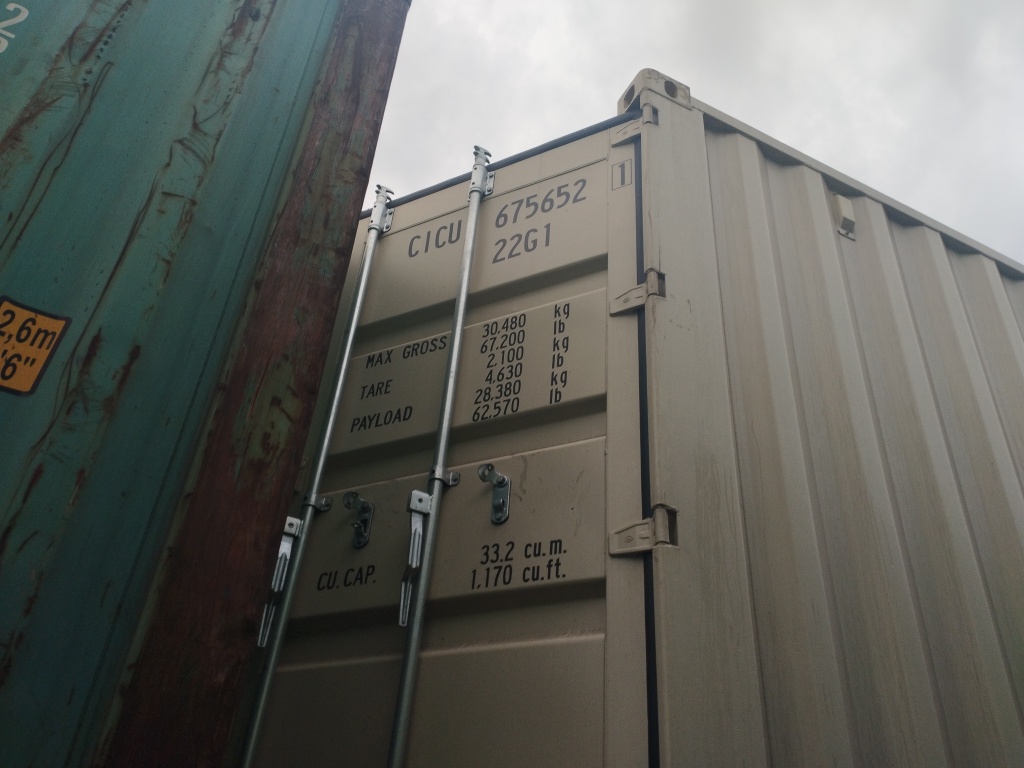 2
2,6m
'6"
CICU 675652 1
22G1
MAX GROSS 30.480 kg
67.200 lb
TARE 2.100 kg
4.630 lb
PAYLOAD 28.380 kg
62.570 lb
CU.CAP. 33.2 cu.m.
1.170 cu.ft.